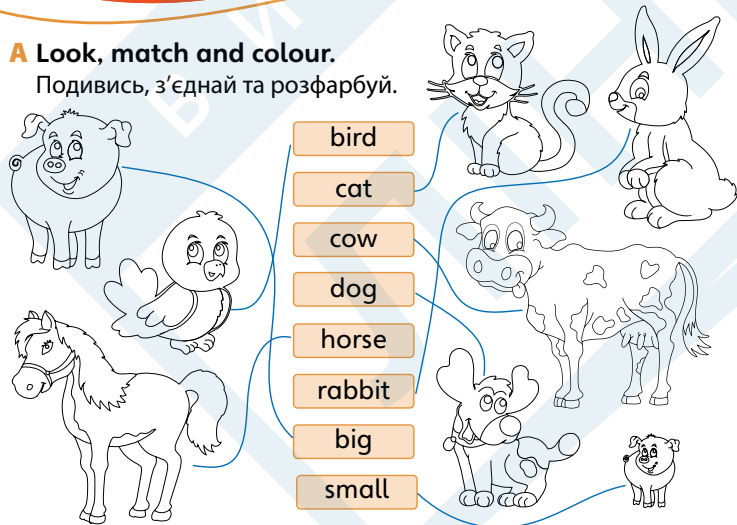 A Look, match and colour.
Подивись, з’єднай та розфарбуй.
bird
cat
cow
dog
horse
rabbit
big
small